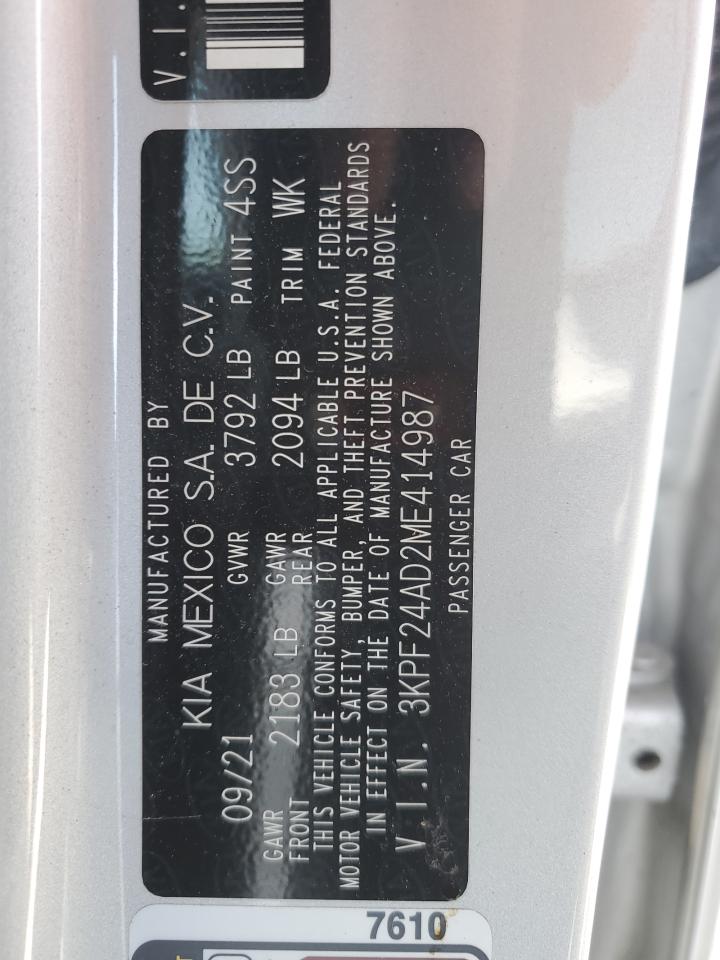 V.I.
MANUFACTURED BY
KIA MEXICO S.A. DE C.V.
09/21 GVWR 3792 LB PAINT 4SS
GAWR FRONT 2183 LB GAWR REAR 2094 LB TRIM WK
THIS VEHICLE CONFORMS TO ALL APPLICABLE U.S.A. FEDERAL
MOTOR VEHICLE SAFETY, BUMPER, AND THEFT PREVENTION STANDARDS
IN EFFECT ON THE DATE OF MANUFACTURE SHOWN ABOVE.
V.I.N. 3KPF24AD2ME414987
PASSENGER CAR
7610